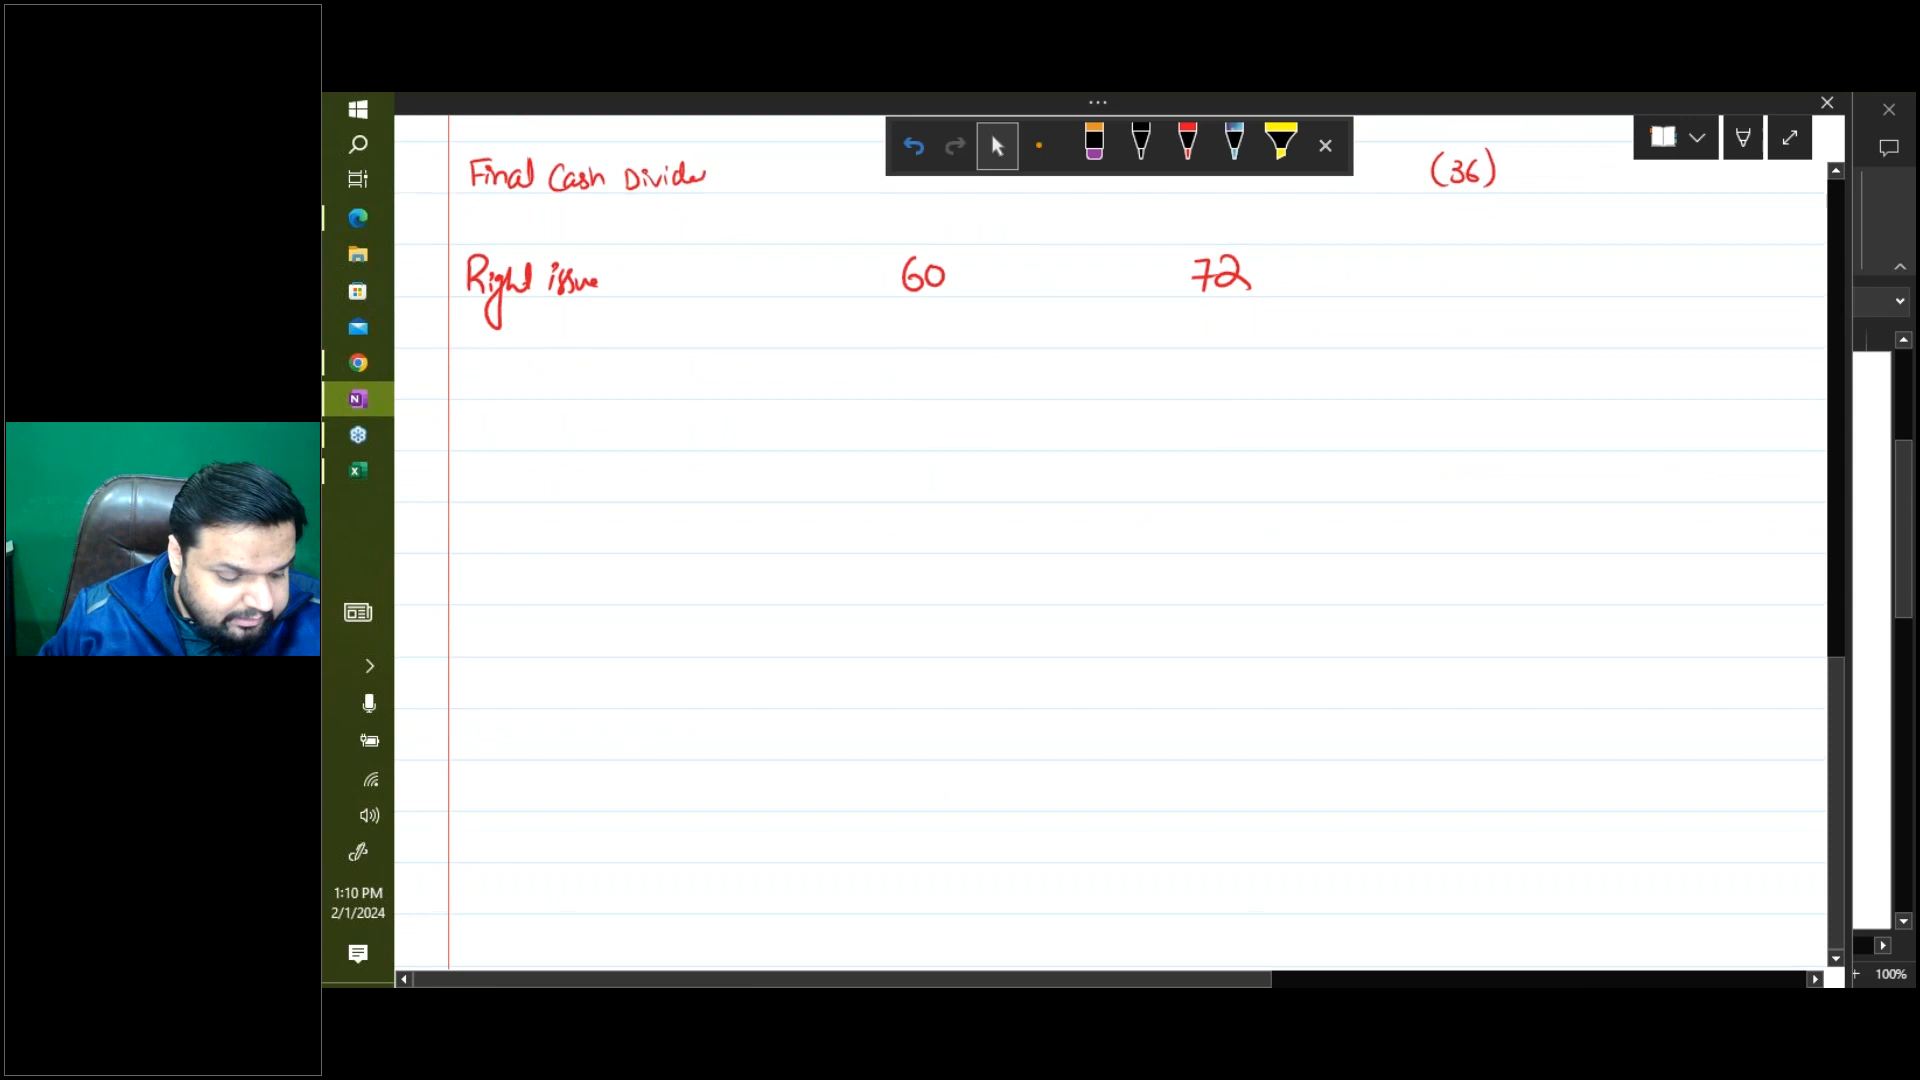 Final Cash Divide (36)
Right issue 60 72
1:10 PM
2/1/2024
100%